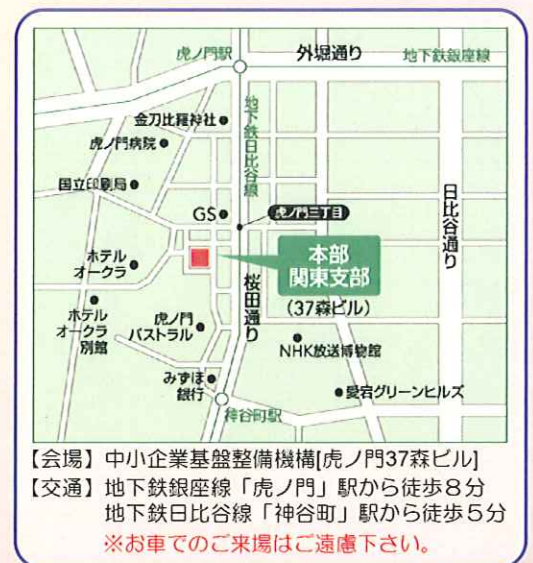 虎ノ門駅
外堀通り
地下鉄銀座線
金刀比羅神社
地下鉄日比谷線
虎ノ門病院
国立印刷局
GS
虎ノ門三丁目
日比谷通り
本部
関東支部
(37森ビル)
ホテル
オークラ
桜田通り
ホテル
オークラ
別館
虎ノ門
パストラル
NHK放送博物館
みずほ
銀行
愛宕グリーンヒルズ
神谷町駅
【会場】中小企業基盤整備機構[虎ノ門37森ビル]
【交通】地下鉄銀座線「虎ノ門」駅から徒歩8分
地下鉄日比谷線「神谷町」駅から徒歩5分
※お車でのご来場はご遠慮下さい。